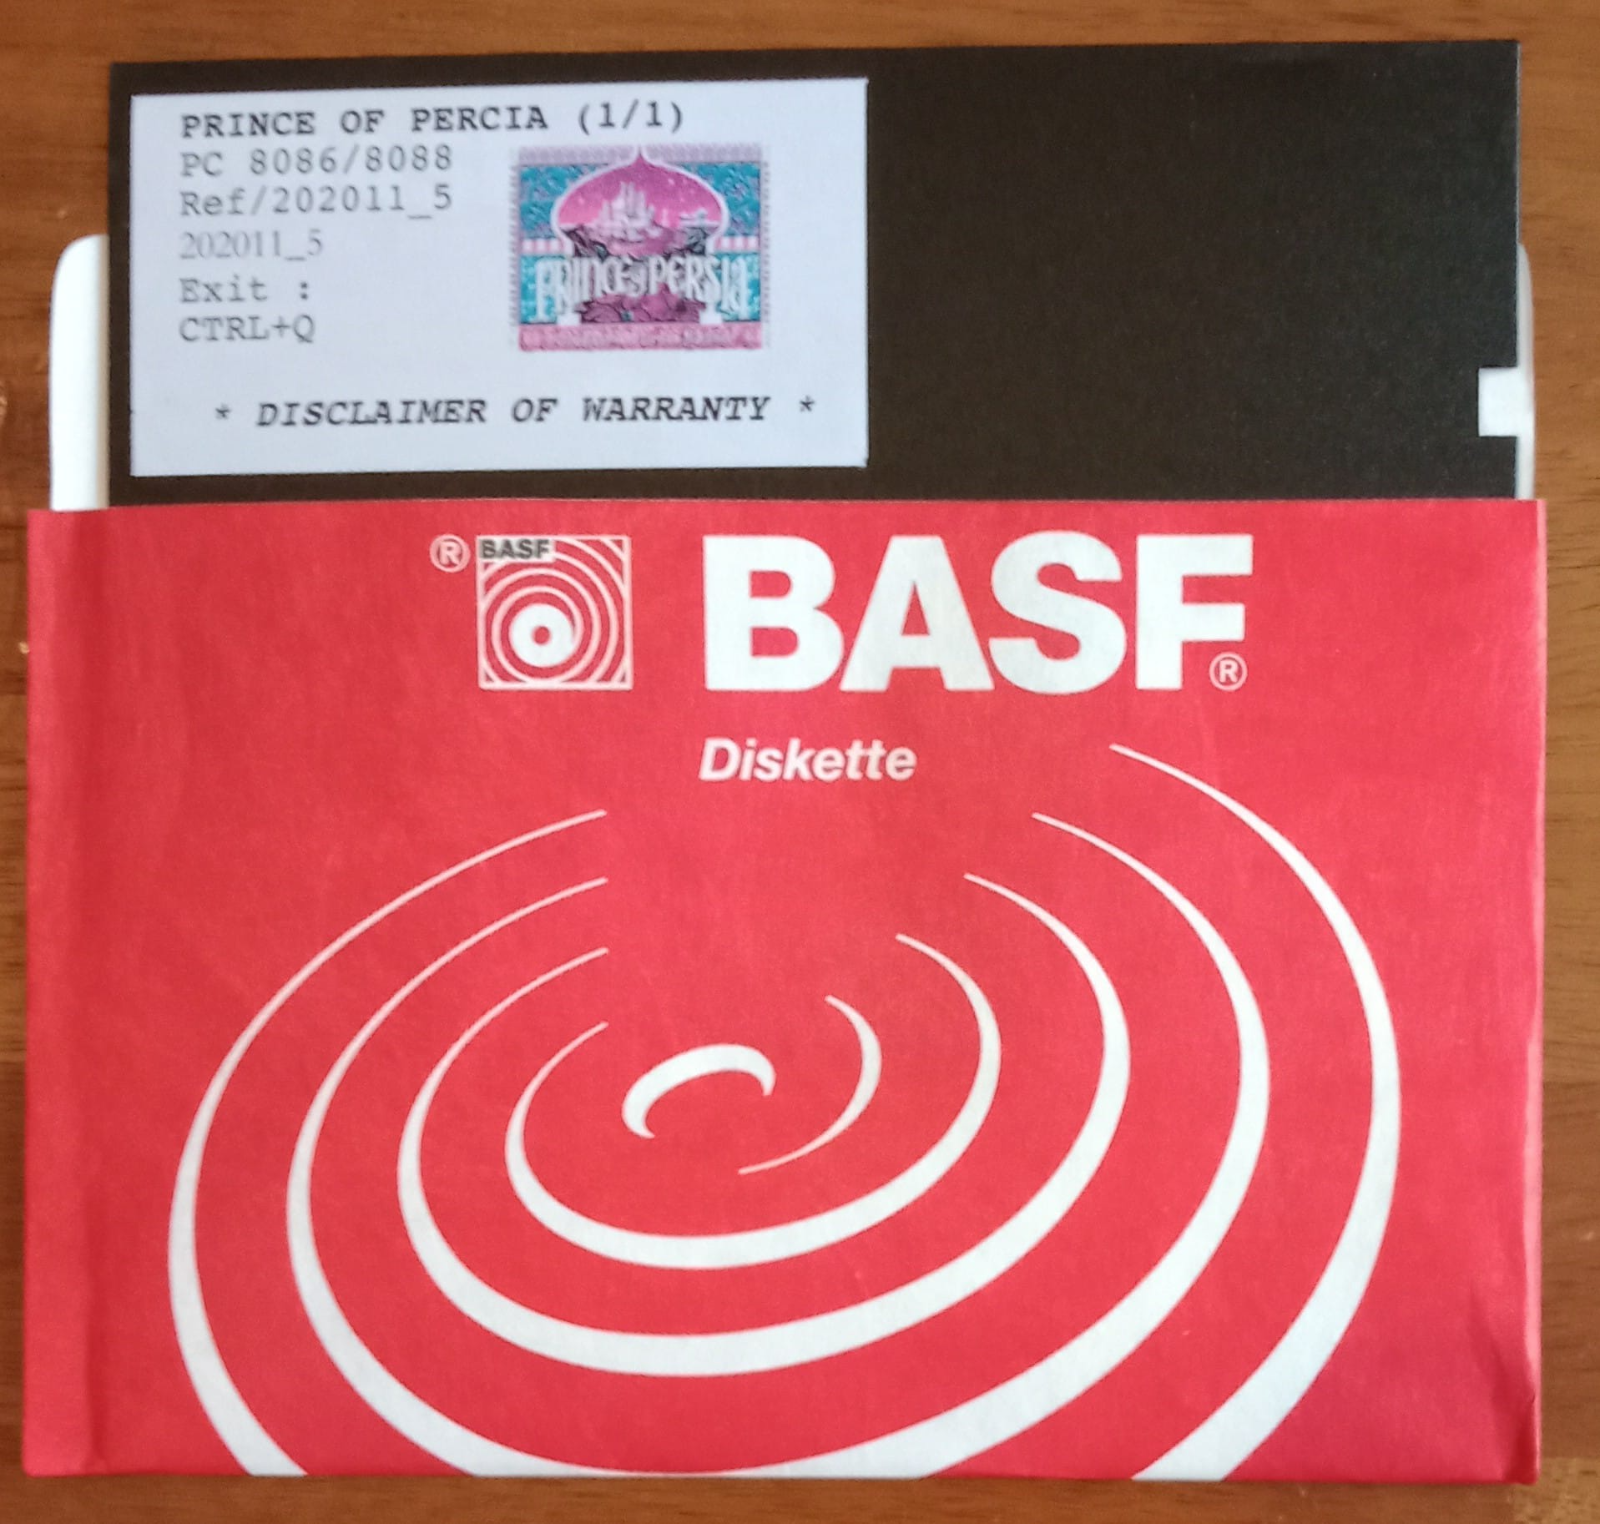 PRINCE OF PERCIA (1/1)
PC 8086/8088
Ref/202011_5
202011_5
Exit :
CTRL+Q
PRINCE OF PERSIA
* DISCLAIMER OF WARRANTY *
® BASF
BASF®
Diskette